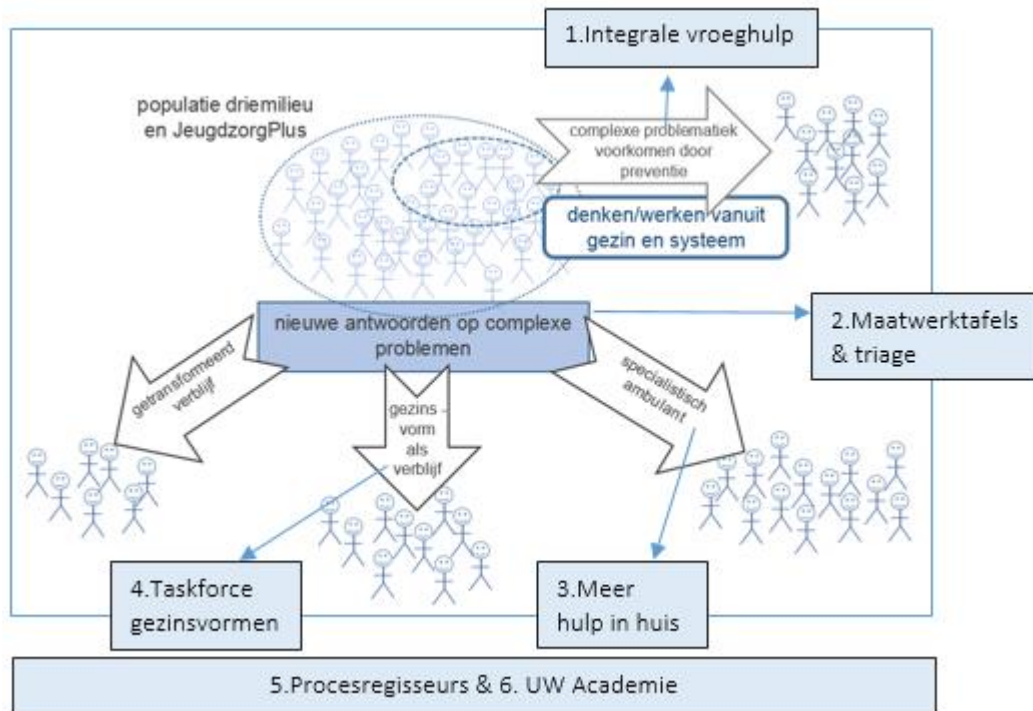 1.Integrale vroeghulp
populatie driemilieu
en JeugdzorgPlus
complexe problematiek
voorkomen door
preventie
denken/werken vanuit
gezin en systeem
nieuwe antwoorden op complexe
problemen
2.Maatwerktafels
& triage
getransformeerd
verblijf
gezins -
vorm
als
verblijf
specialistisch
ambulant
4.Taskforce
gezinsvormen
3.Meer
hulp in huis
5.Procesregisseurs & 6. UW Academie